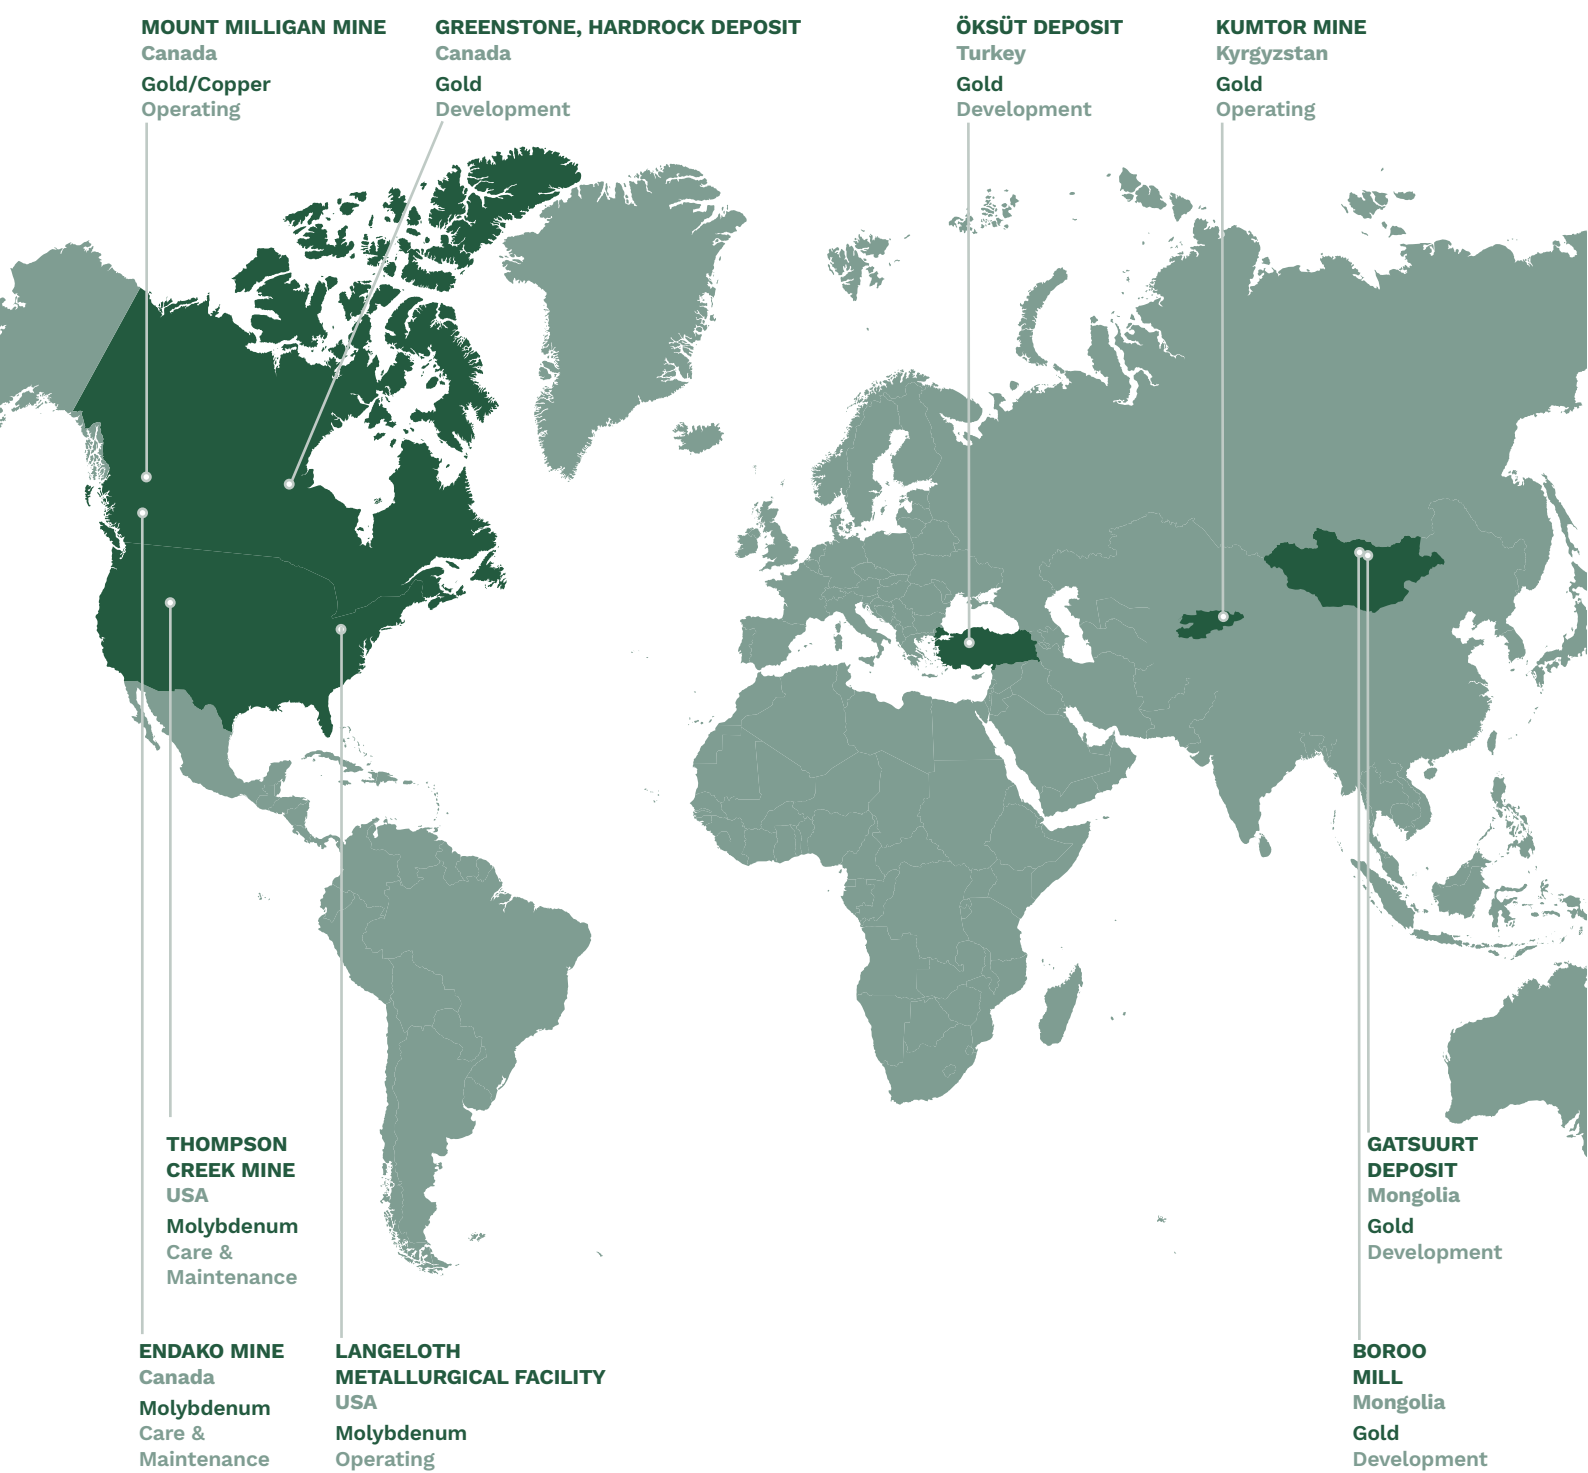 MOUNT MILLIGAN MINE
Canada
Gold/Copper
Operating
GREENSTONE, HARDROCK DEPOSIT
Canada
Gold
Development
ÖKSÜT DEPOSIT
Turkey
Gold
Development
KUMTOR MINE
Kyrgyzstan
Gold
Operating
THOMPSON
CREEK MINE
USA
Molybdenum
Care &
Maintenance
GATSUURT
DEPOSIT
Mongolia
Gold
Development
ENDAKO MINE
Canada
Molybdenum
Care &
Maintenance
LANGELOTH
METALLURGICAL FACILITY
USA
Molybdenum
Operating
BOROO
MILL
Mongolia
Gold
Development